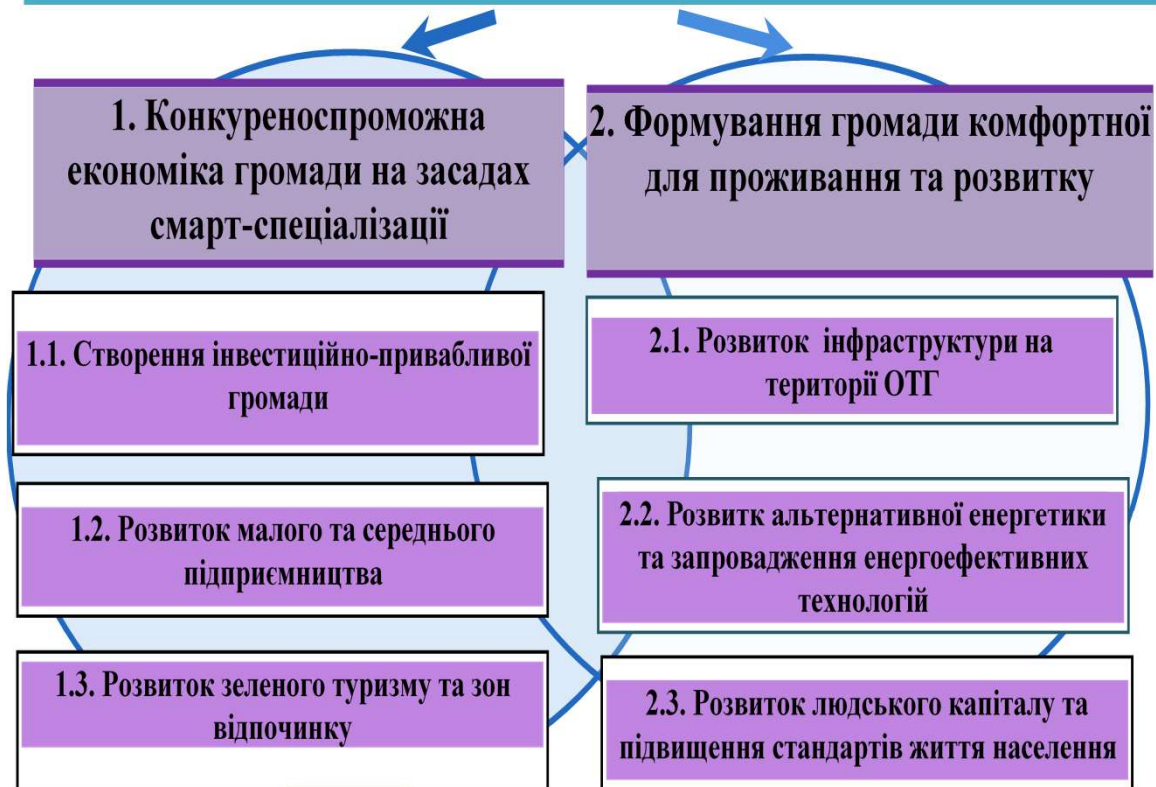 1. Конкуреноспроможна
економіка громади на засадах
смарт-спеціалізації
1.1. Створення інвестиційно-привабливої
громади
1.2. Розвиток малого та середнього
підприємництва
1.3. Розвиток зеленого туризму та зон
відпочинку
2. Формування громади комфортної
для проживання та розвитку
2.1. Розвиток інфраструктури на
території ОТГ
2.2. Розвитк альтернативної енергетики
та запровадження енергоефективних
технологій
2.3. Розвиток людського капіталу та
підвищення стандартів життя населення